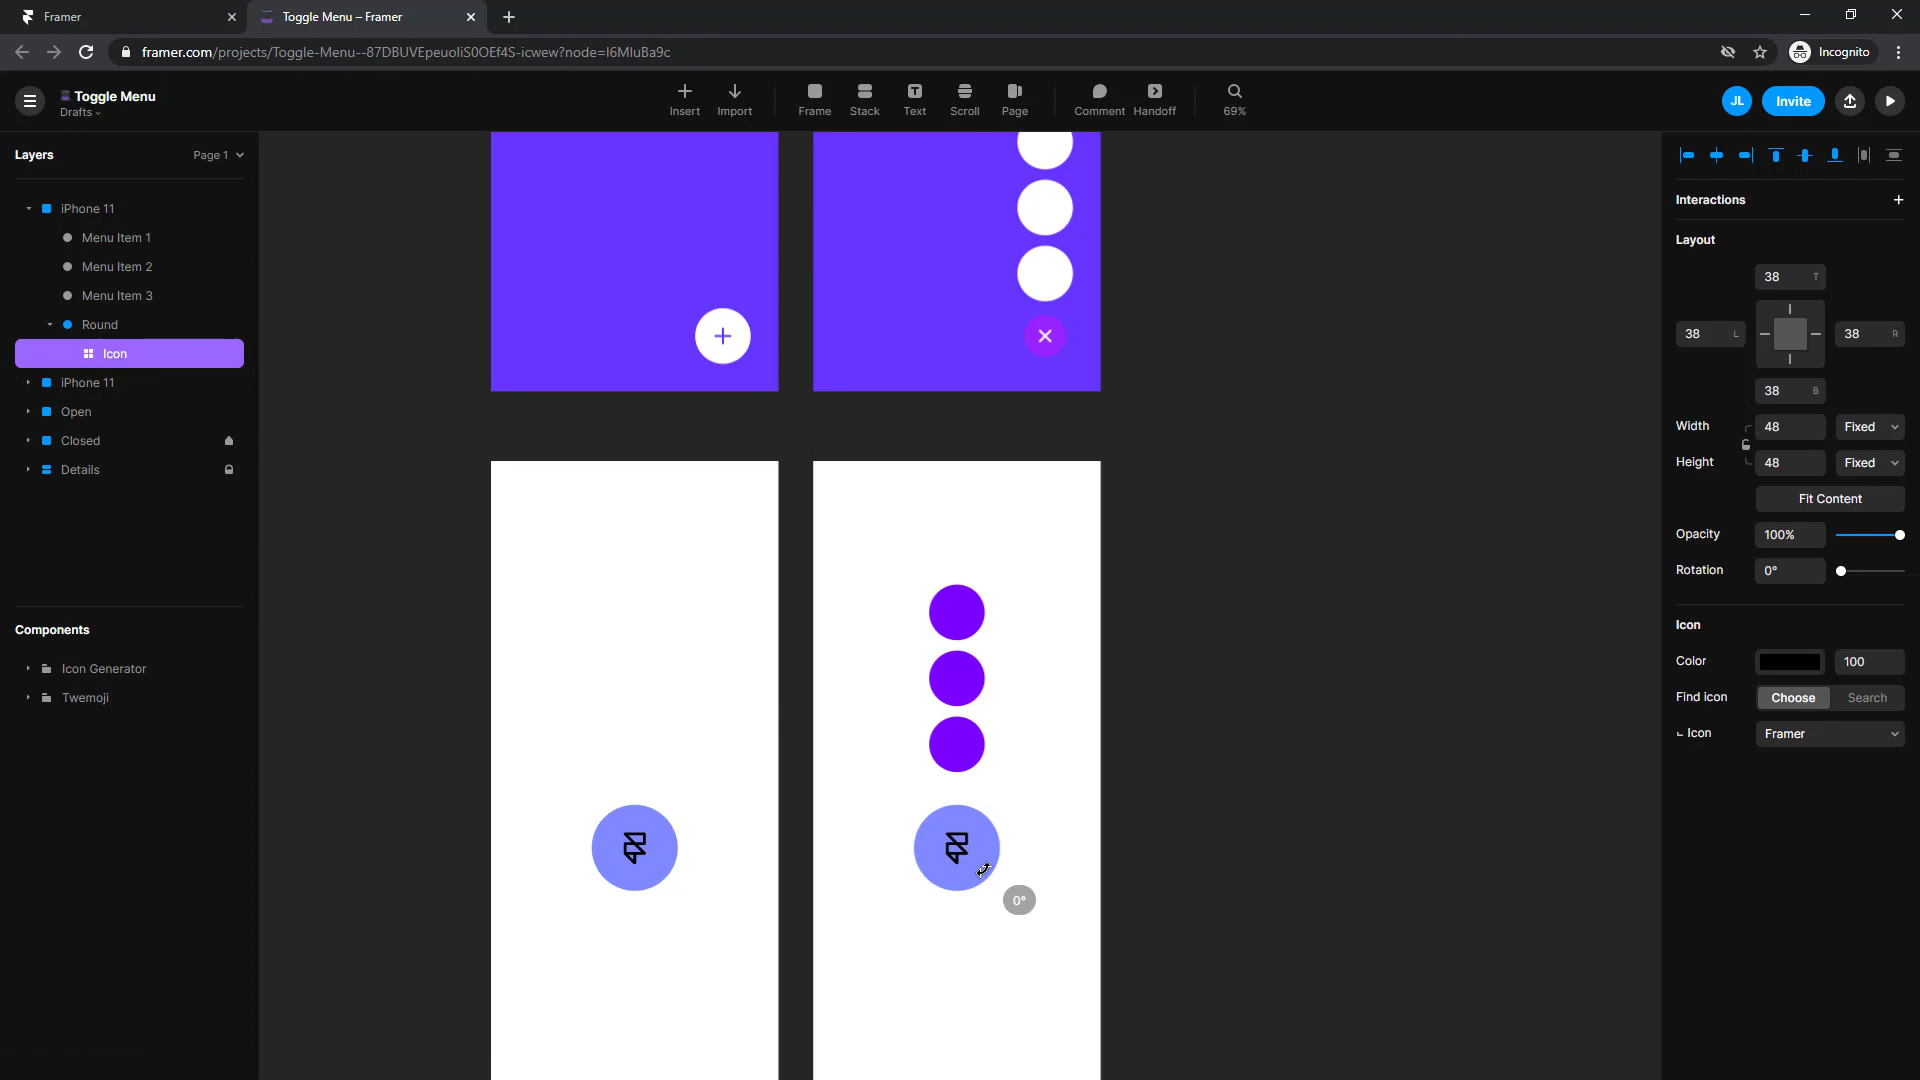 Framer
Toggle Menu – Framer
framer.com/projects/Toggle-Menu--87DBUVEpeuoliS0OEf4S-icwew?node=I6MluBa9c
Incognito
Toggle Menu
Drafts
Insert
Import
Frame
Stack
Text
Scroll
Page
Comment
Handoff
69%
JL
Invite
Layers
Page 1
iPhone 11
Menu Item 1
Menu Item 2
Menu Item 3
Round
Icon
iPhone 11
Open
Closed
Details
Components
Icon Generator
Twemoji
0°
Interactions
Layout
38 T
38 L
38 R
38 B
Width 48 Fixed
Height 48 Fixed
Fit Content
Opacity 100%
Rotation 0°
Icon
Color 100
Find icon Choose Search
Icon Framer